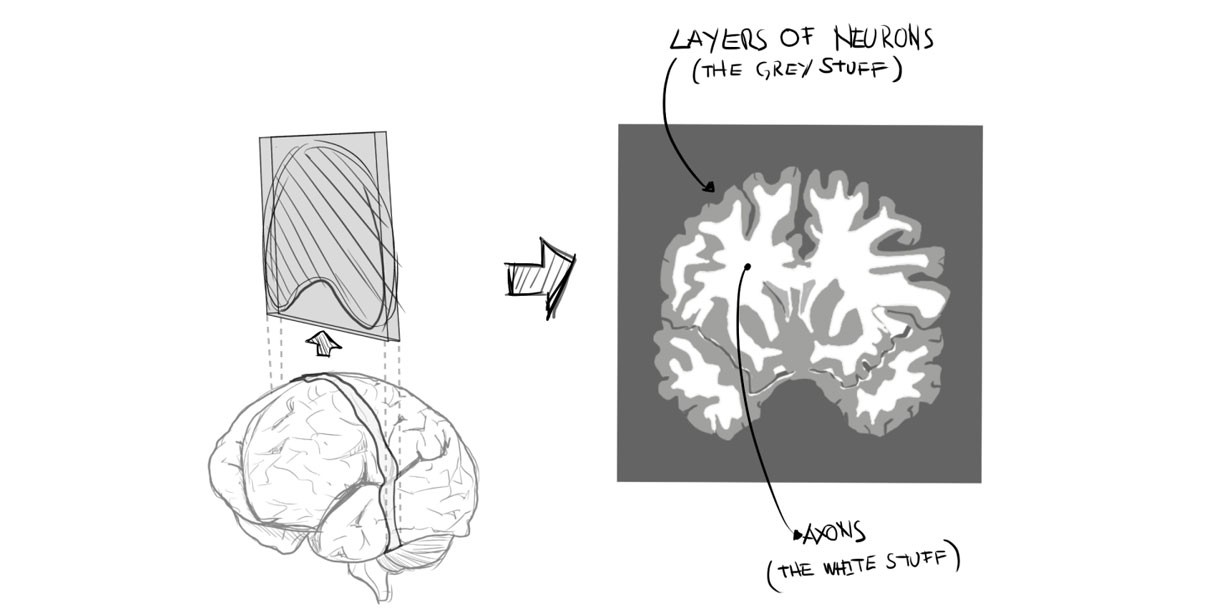 LAYERS OF NEURONS
(THE GREY STUFF)
AXONS
(THE WHITE STUFF)